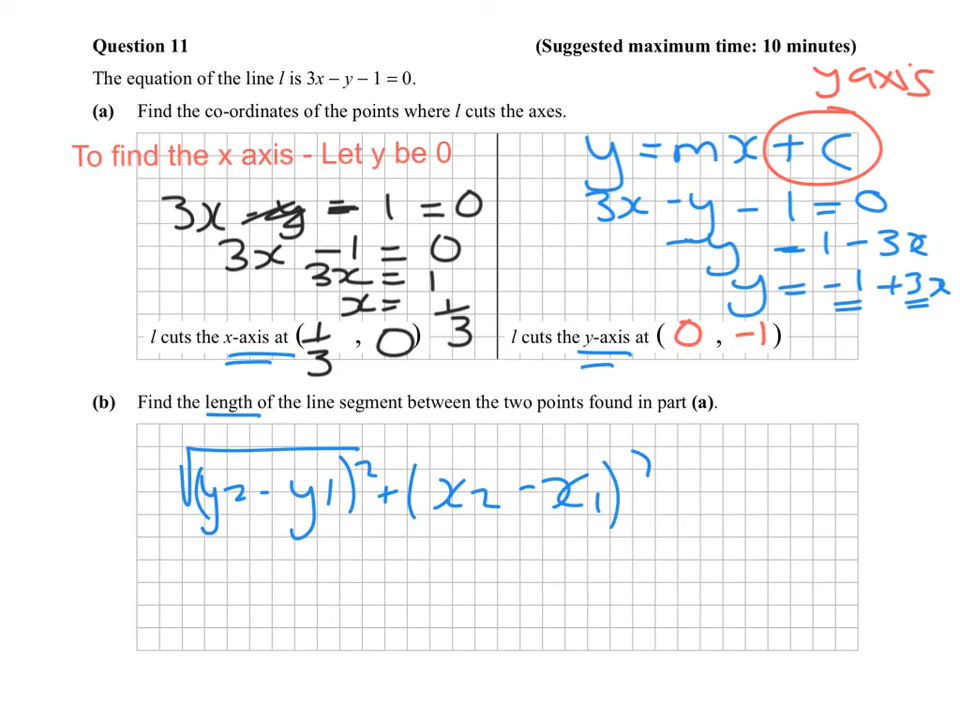 Question 11 (Suggested maximum time: 10 minutes)
The equation of the line l is 3x − y − 1 = 0.
y axis
(a) Find the co-ordinates of the points where l cuts the axes.
To find the x axis - Let y be 0
3x - y - 1 = 0
3x - 1 = 0
3x = 1
x = 1/3
l cuts the x-axis at (1/3 , 0)
y = mx + c
3x - y - 1 = 0
-y = 1 - 3x
y = -1 + 3x
l cuts the y-axis at ( 0 , -1 )
(b) Find the length of the line segment between the two points found in part (a).
√(y2 - y1)² + (x2 - x1)²